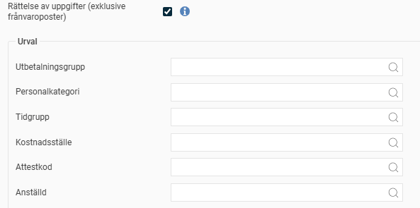 Rättelse av uppgifter (exklusive
frånvaroposter)
Urval
Utbetalningsgrupp
Personalkategori
Tidgrupp
Kostnadsställe
Attestkod
Anställd